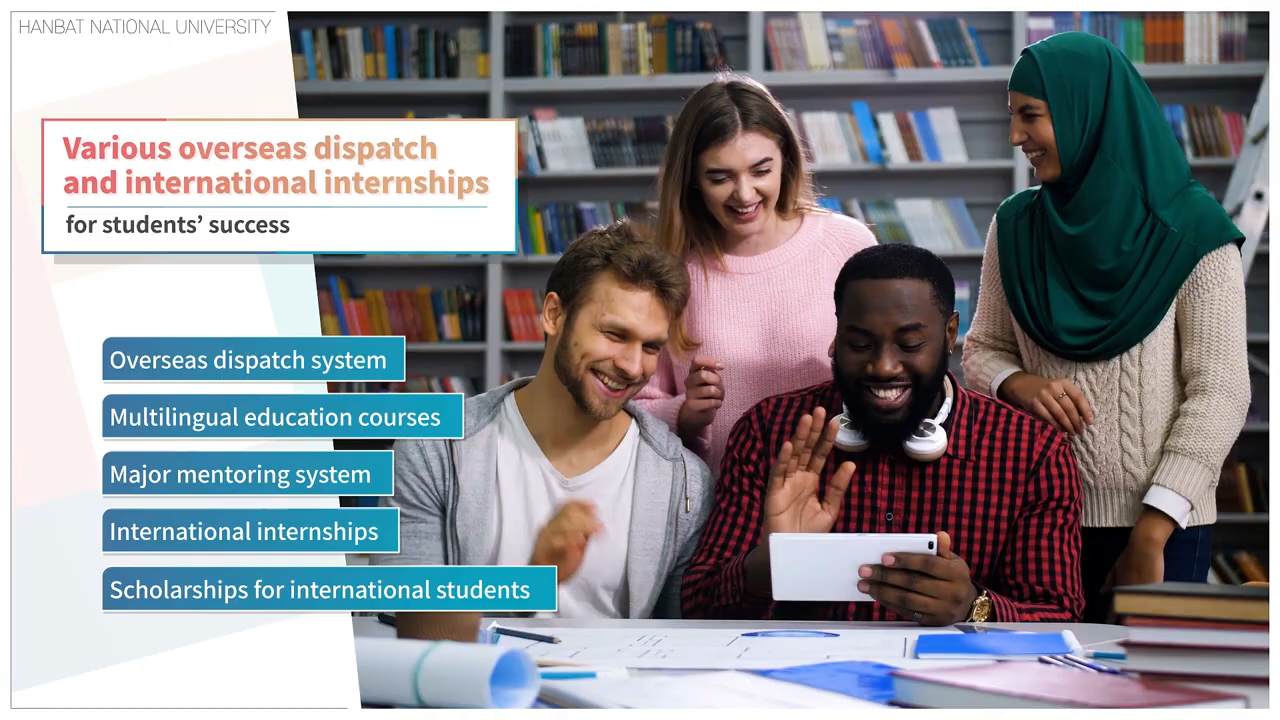 HANBAT NATIONAL UNIVERSITY
Various overseas dispatch
and international internships
for students’ success
Overseas dispatch system
Multilingual education courses
Major mentoring system
International internships
Scholarships for international students